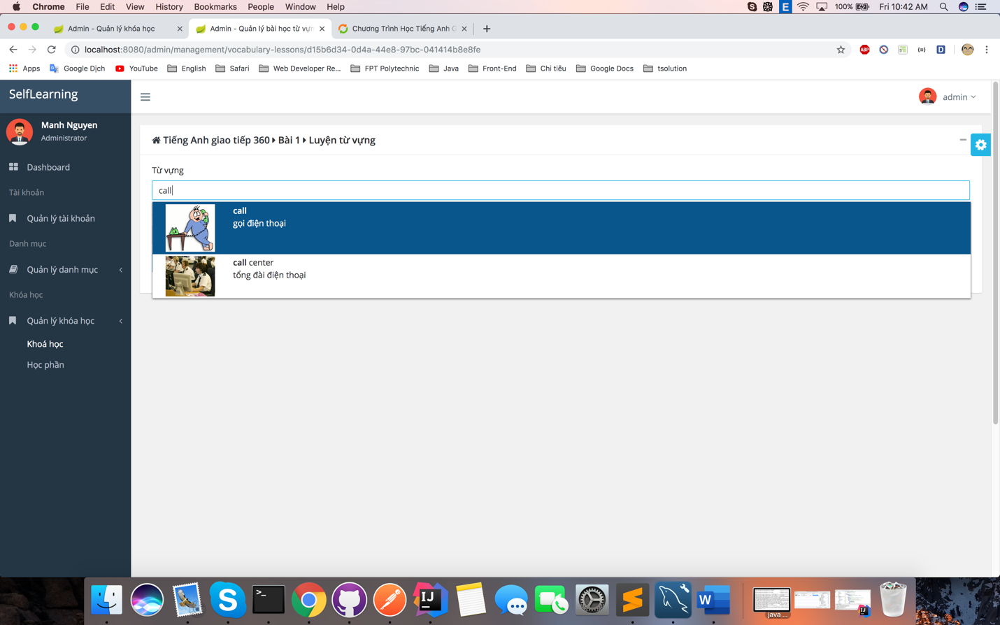 Chrome File Edit View History Bookmarks People Window Help
E 100% Fri 10:42 AM
Admin - Quản lý khóa học
Admin - Quản lý bài học từ vựn
Chương Trình Học Tiếng Anh G
localhost:8080/admin/management/vocabulary-lessons/d15b6d34-0d4a-44e8-97bc-041414b8e8fe
ABP
D
Apps Google Dịch YouTube English Safari Web Developer Re... FPT Polytechnic Java Front-End Chi tiêu Google Docs tsolution
SelfLearning
admin
Manh Nguyen
Administrator
Dashboard
Tài khoản
Quản lý tài khoản
Danh mục
Quản lý danh mục
Khóa học
Quản lý khóa học
Khoá học
Học phần
Tiếng Anh giao tiếp 360 Bài 1 Luyện từ vựng
Từ vựng
call
call
gọi điện thoại
call center
tổng đài điện thoại
>_
IJ
W
java ...